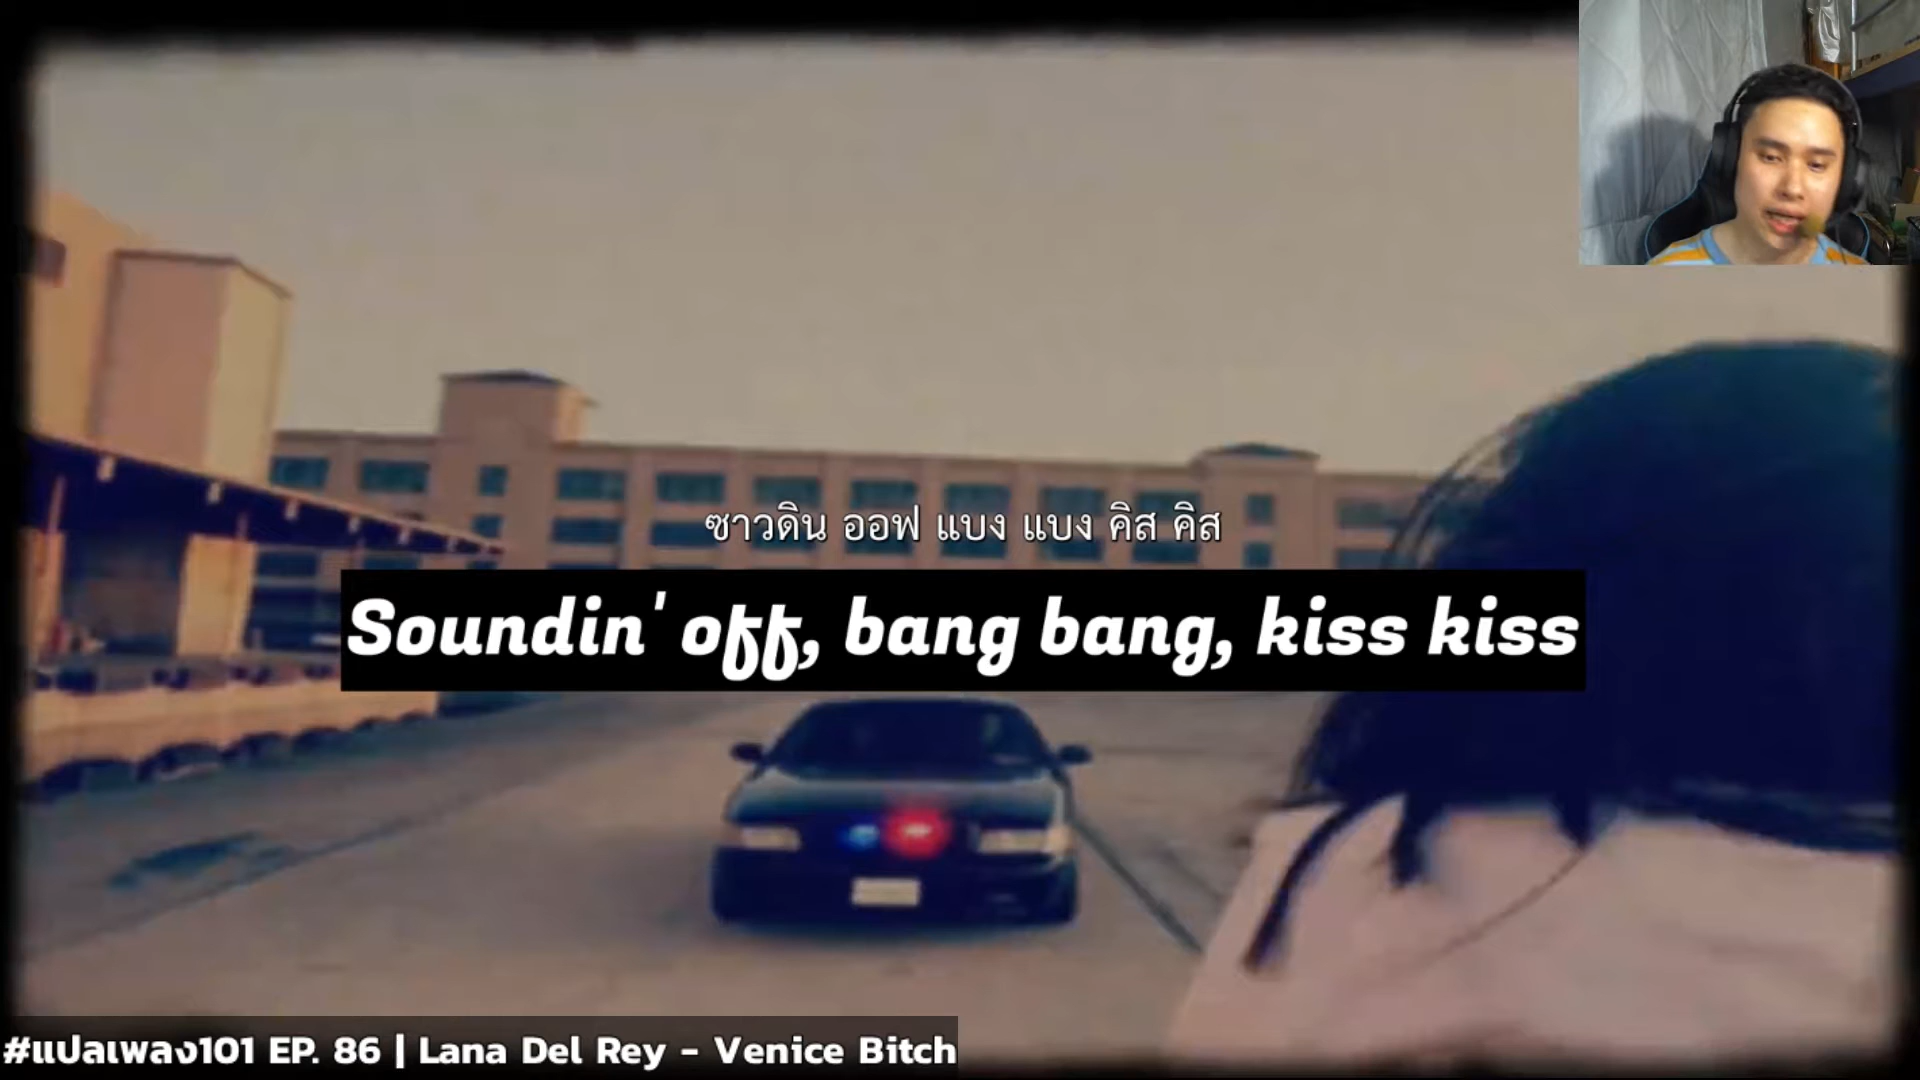 ซาวดิน ออฟ แบง แบง คิส คิส
Soundin' off, bang bang, kiss kiss
#แปลเพลง101 EP. 86 | Lana Del Rey - Venice Bitch